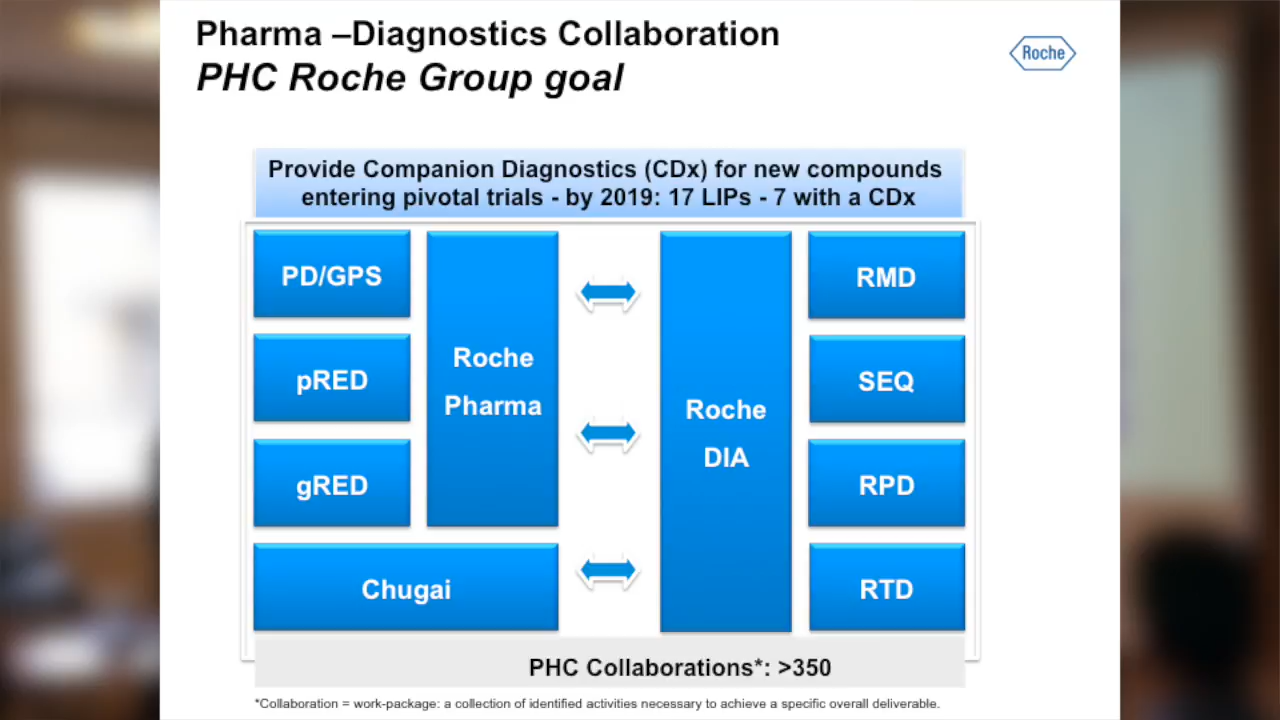 Pharma –Diagnostics Collaboration
PHC Roche Group goal
Roche
Provide Companion Diagnostics (CDx) for new compounds
entering pivotal trials - by 2019: 17 LIPs - 7 with a CDx
PD/GPS
pRED
gRED
Roche
Pharma
Chugai
Roche
DIA
RMD
SEQ
RPD
RTD
PHC Collaborations*: >350
*Collaboration = work-package: a collection of identified activities necessary to achieve a specific overall deliverable.